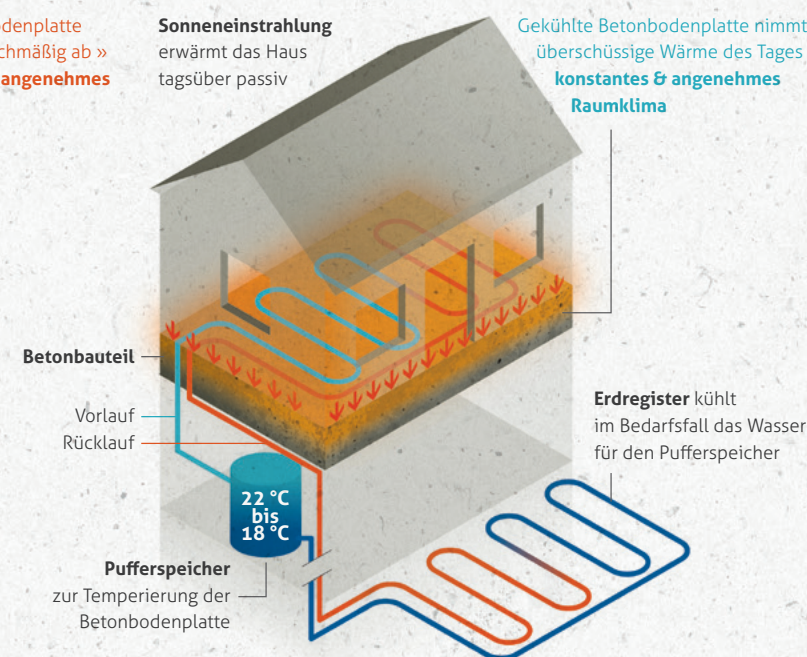 odenplatte
chmäßig ab »
angenehmes
Sonneneinstrahlung
erwärmt das Haus
tagsüber passiv
Gekühlte Betonbodenplatte nimmt
überschüssige Wärme des Tages
konstantes & angenehmes
Raumklima
Betonbauteil
Vorlauf
Rücklauf
22 °C
bis
18 °C
Pufferspeicher
zur Temperierung der
Betonbodenplatte
Erdregister kühlt
im Bedarfsfall das Wasser
für den Pufferspeicher